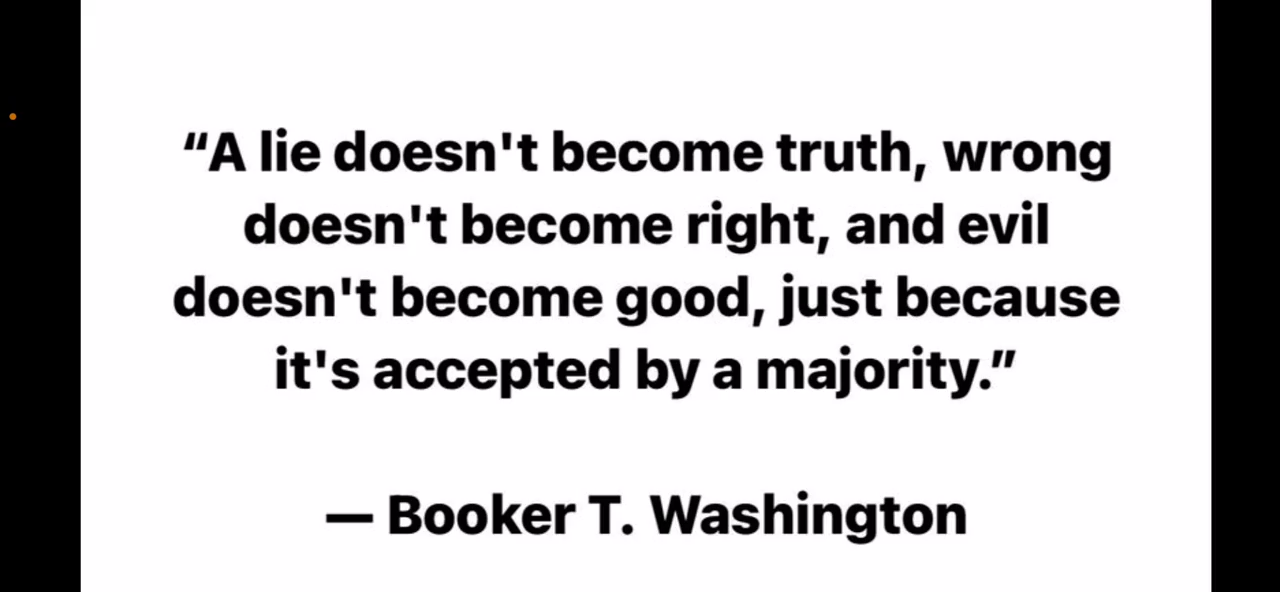 “A lie doesn't become truth, wrong
doesn't become right, and evil
doesn't become good, just because
it's accepted by a majority.”
— Booker T. Washington